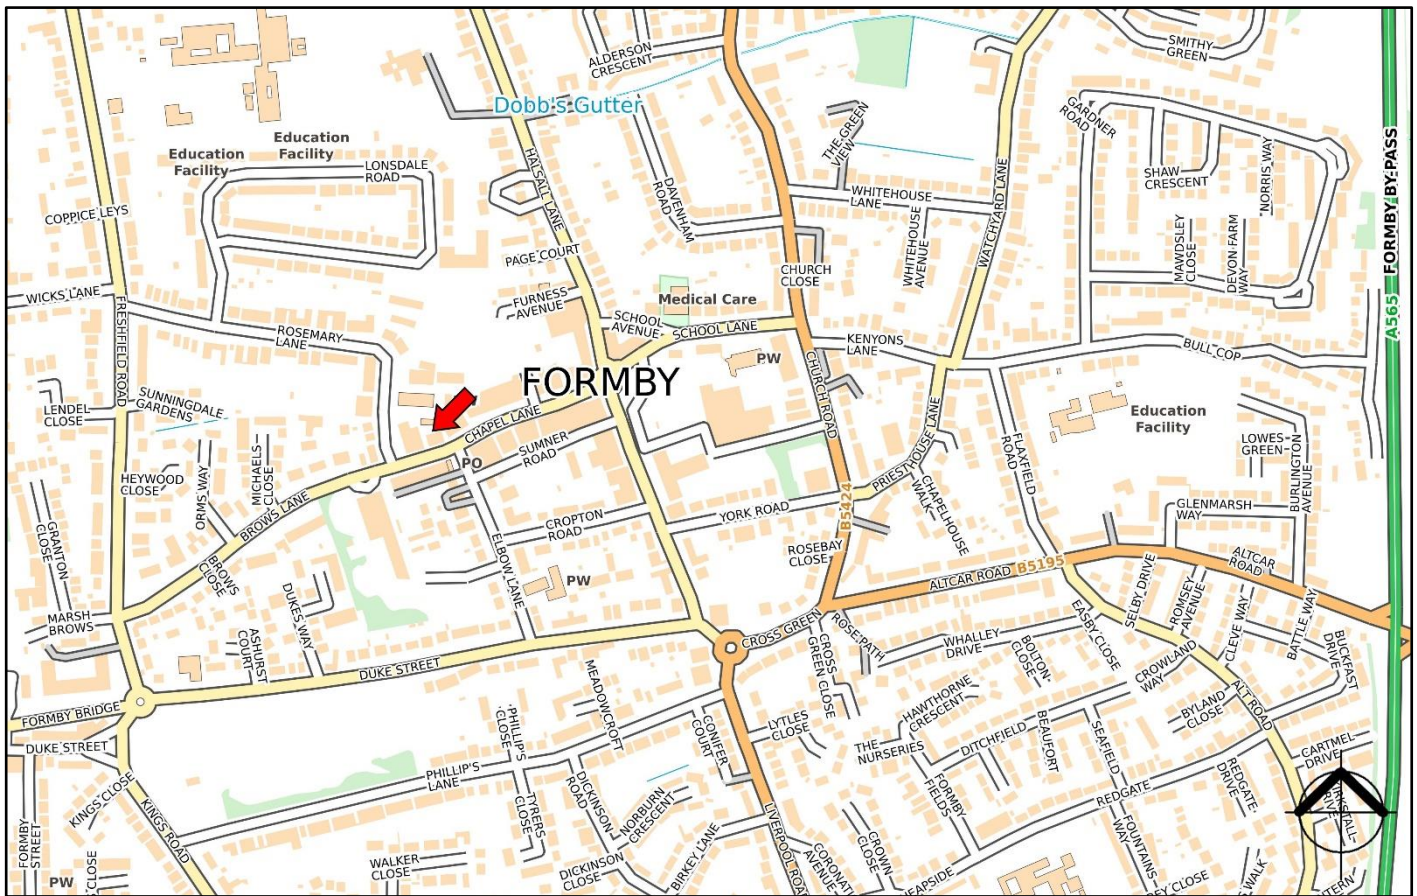 SMITHY
GREEN
ALDERSON
CRESCENT
Dobb's Gutter
GARDNER
ROAD
THE GREEN
VIEW
A565 FORMBY BY PASS
Education
Facility
Education
Facility
LONSDALE
ROAD
HALSALL LANE
DAVENHAM
ROAD
WHITEHOUSE
LANE
WATCHYARD LANE
SHAW
CRESCENT
NORRIS WAY
COPPICE LEYS
WHITEHOUSE
AVENUE
MAWDSLEY
CLOSE
DEVON FARM
WAY
PAGE COURT
CHURCH
CLOSE
WICKS LANE
FURNESS
AVENUE
Medical Care
FRESHFIELD ROAD
ROSEMARY
LANE
SCHOOL
AVENUE
SCHOOL LANE
KENYONS
LANE
BULL COP
PW
CHURCH ROAD
FORMBY
SUNNINGDALE
GARDENS
LENDEL
CLOSE
CHAPEL LANE
SUMNER
ROAD
PO
PRIESTHOUSE LANE
FLAXFIELD
ROAD
Education
Facility
LOWES
GREEN
BURLINGTON
AVENUE
HEYWOOD
CLOSE
ORMS WAY
MICHAELS
CLOSE
BROWS LANE
CHAPELHOUSE
WALK
B5424
GLENMARSH
WAY
GRANTON
CLOSE
CROPTON
ROAD
YORK ROAD
ELBOW LANE
ROSEBAY
CLOSE
BROWS
CLOSE
PW
ALTCAR ROAD
B5195
ALTCAR
ROAD
DUKES WAY
SELBY DRIVE
ROMSEY
AVENUE
CLEVE WAY
BATTLE WAY
BUCKFAST
DRIVE
MARSH
BROWS
ASHURST
COURT
CROSS GREEN
CROSS
GREEN CLOSE
ROSE PATH
WHALLEY
DRIVE
BOLTON
CLOSE
EASBY CLOSE
CROWLAND
WAY
DUKE STREET
MEADOWCROFT
HAWTHORNE
CRESCENT
BYLAND
CLOSE
ALT ROAD
FORMBY BRIDGE
PHILLIP'S
CLOSE
CONIFER
COURT
LYTLES
CLOSE
THE
NURSERIES
DITCHFIELD
BEAUFORT
SEAFIELD
CARTMEL
DRIVE
DUKE STREET
PHILLIP'S
LANE
DICKINSON
ROAD
REDGATE
DRIVE
KINGS CLOSE
KINGS ROAD
TYRERS
CLOSE
NORBURN
CRESCENT
LIVERPOOL ROAD
FORMBY
FIELDS
REDGATE
FOUNTAINS
WAY
FORMBY
STREET
WALKER
CLOSE
DICKINSON
CLOSE
BIRKEY LANE
CROWN
CLOSE
PW
CLOSE
WALK